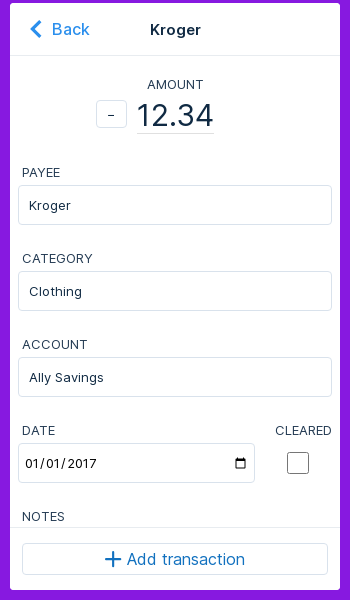 Back Kroger
AMOUNT
- 12.34
PAYEE
Kroger
CATEGORY
Clothing
ACCOUNT
Ally Savings
DATE CLEARED
01/01/2017
NOTES
Add transaction